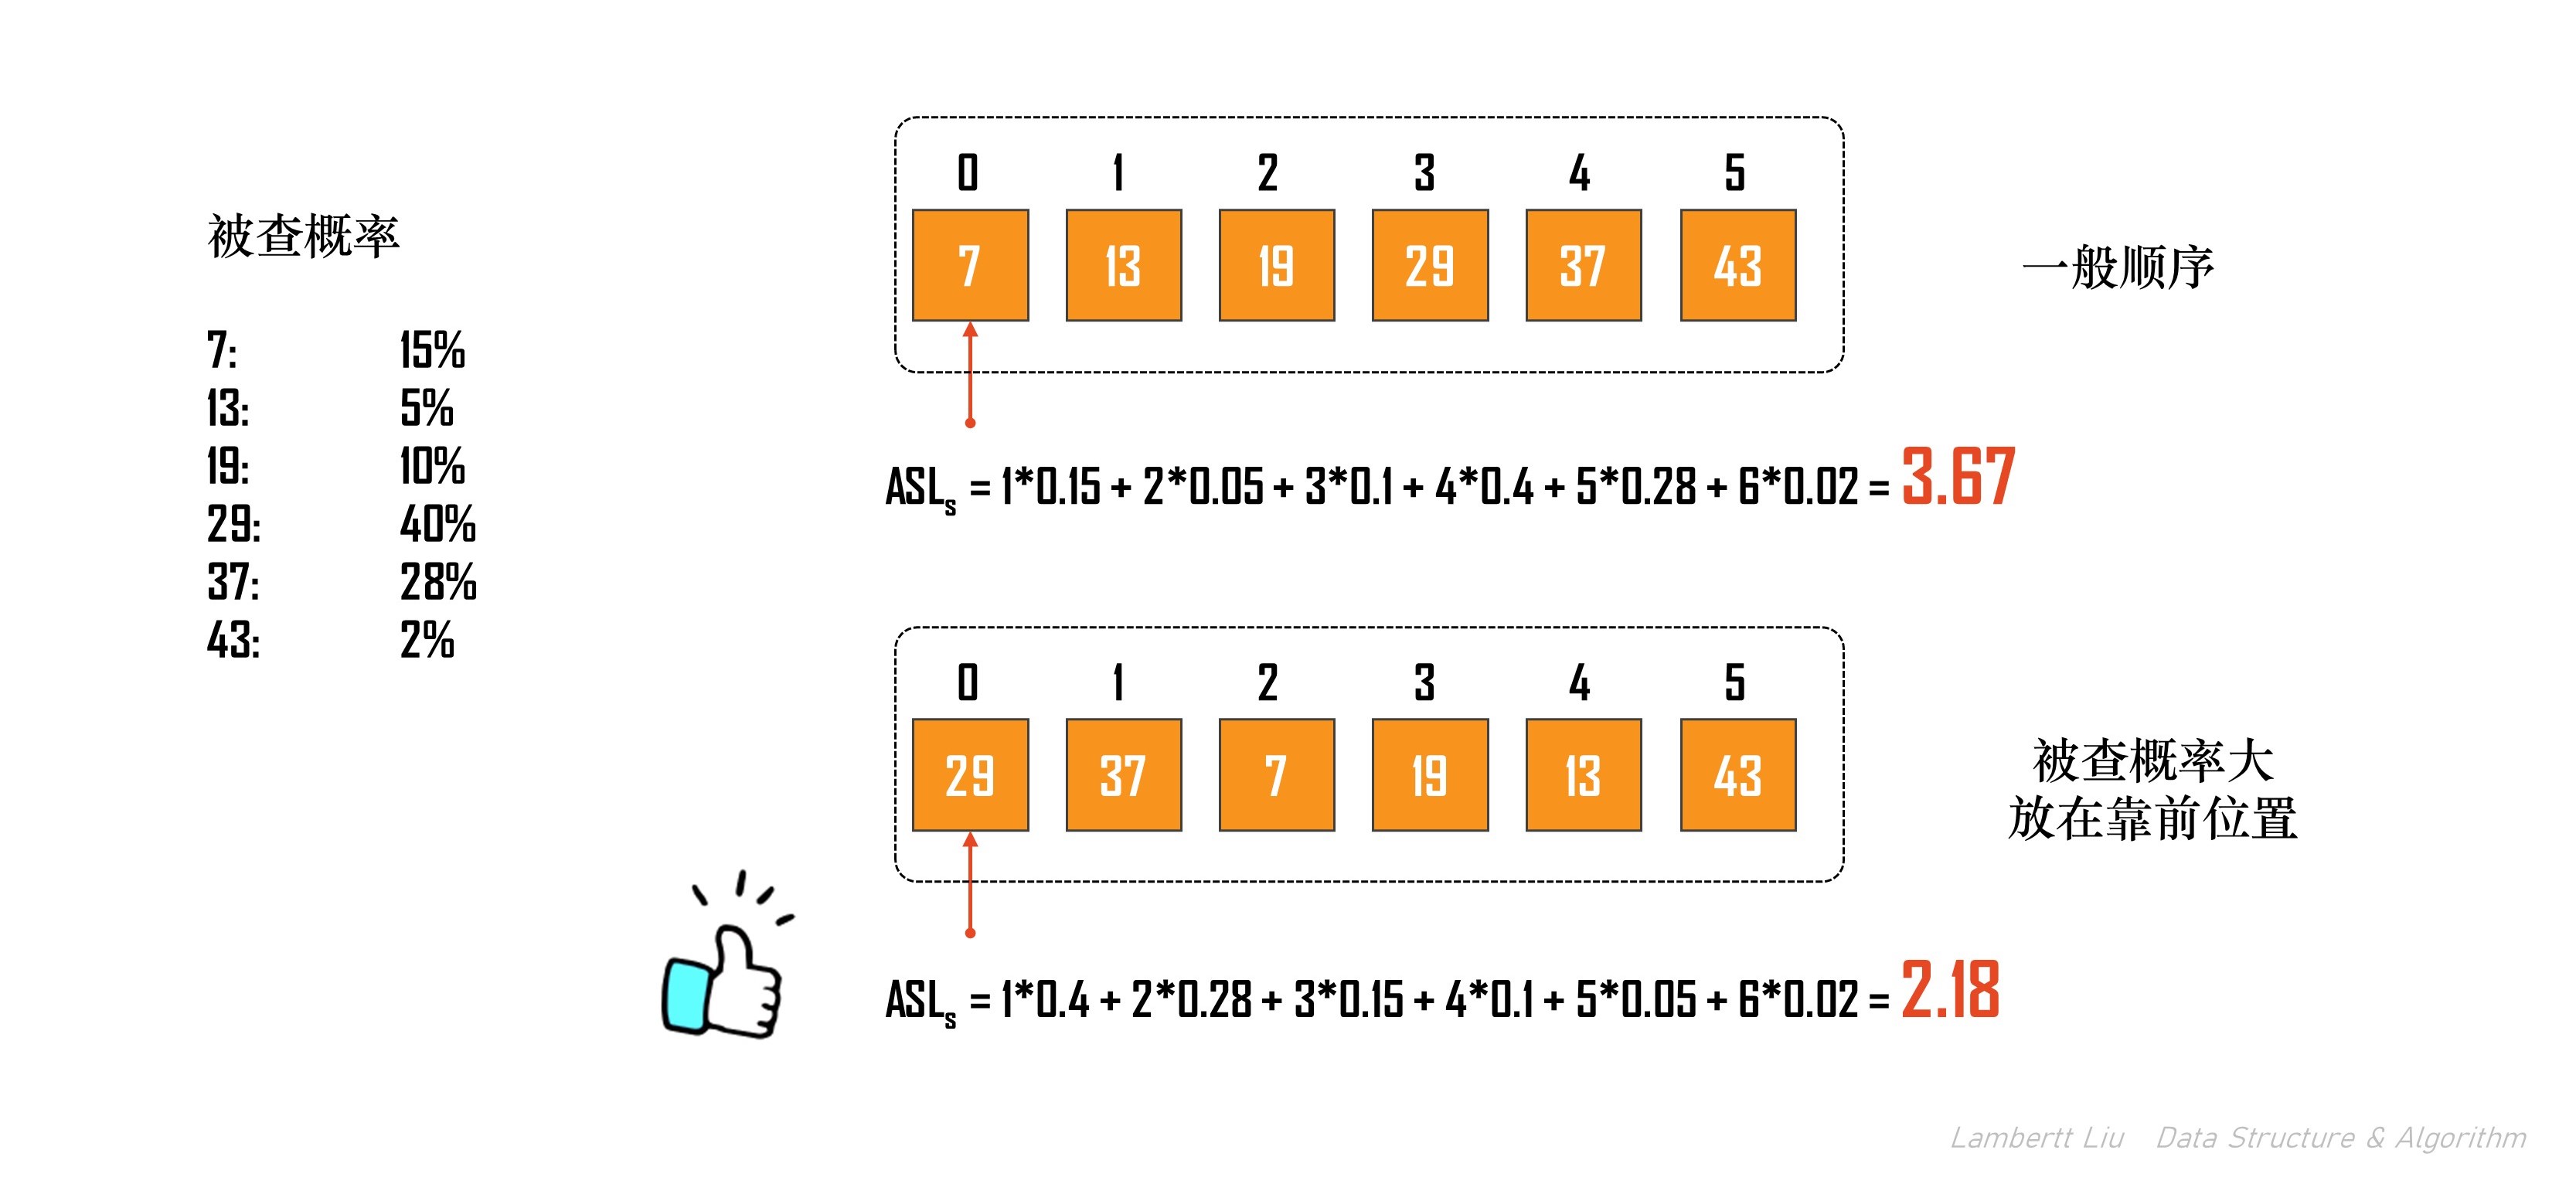 被查概率
7: 15%
13: 5%
19: 10%
29: 40%
37: 28%
43: 2%
0 1 2 3 4 5
7 13 19 29 37 43
一般顺序
ASLs = 1*0.15 + 2*0.05 + 3*0.1 + 4*0.4 + 5*0.28 + 6*0.02 = 3.67
0 1 2 3 4 5
29 37 7 19 13 43
被查概率大
放在靠前位置
ASLs = 1*0.4 + 2*0.28 + 3*0.15 + 4*0.1 + 5*0.05 + 6*0.02 = 2.18
Lambertt Liu Data Structure & Algorithm